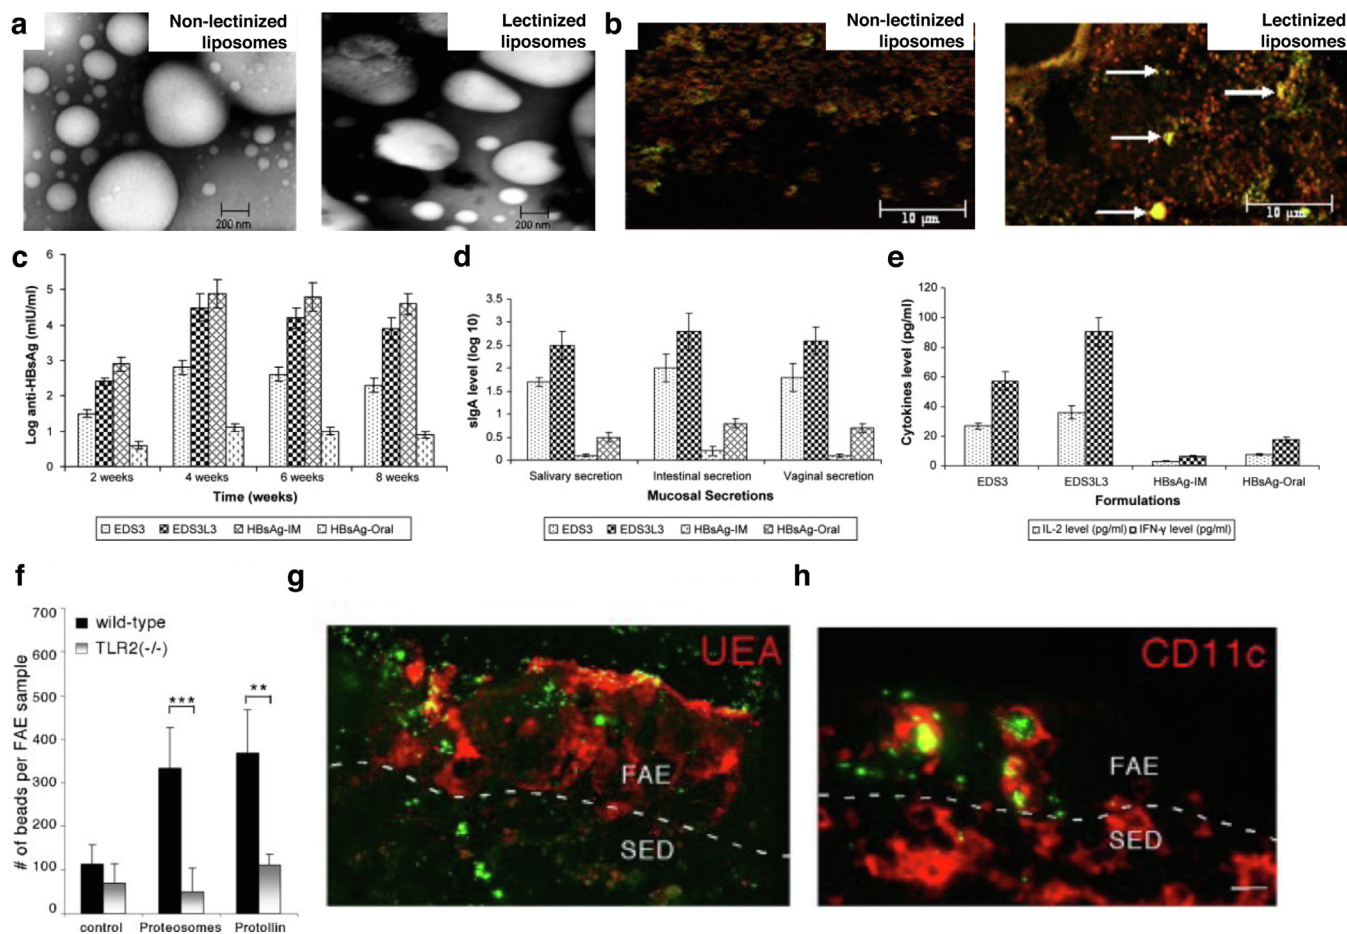 a
Non-lectinized
liposomes
200 nm
Lectinized
liposomes
200 nm
b
Non-lectinized
liposomes
10 µm
Lectinized
liposomes
10 µm
c
Log anti-HBsAg (mIU/ml)
6
5
4
3
2
1
0
2 weeks 4 weeks 6 weeks 8 weeks
Time (weeks)
EDS3 EDS3L3 HBsAg-IM HBsAg-Oral
d
sIgA level (log 10)
3.5
3
2.5
2
1.5
1
0.5
0
Salivary secretion Intestinal secretion Vaginal secretion
Mucosal Secretions
EDS3 EDS3L3 HBsAg-IM HBsAg-Oral
e
Cytokines level (pg/ml)
120
100
80
60
40
20
0
EDS3 EDS3L3 HBsAg-IM HBsAg-Oral
Formulations
IL-2 level (pg/ml) IFN-γ level (pg/ml)
f
# of beads per FAE sample
700
600
500
400
300
200
100
0
wild-type
TLR2(-/-)
***
**
control Proteosomes Protollin
g
UEA
FAE
SED
h
CD11c
FAE
SED